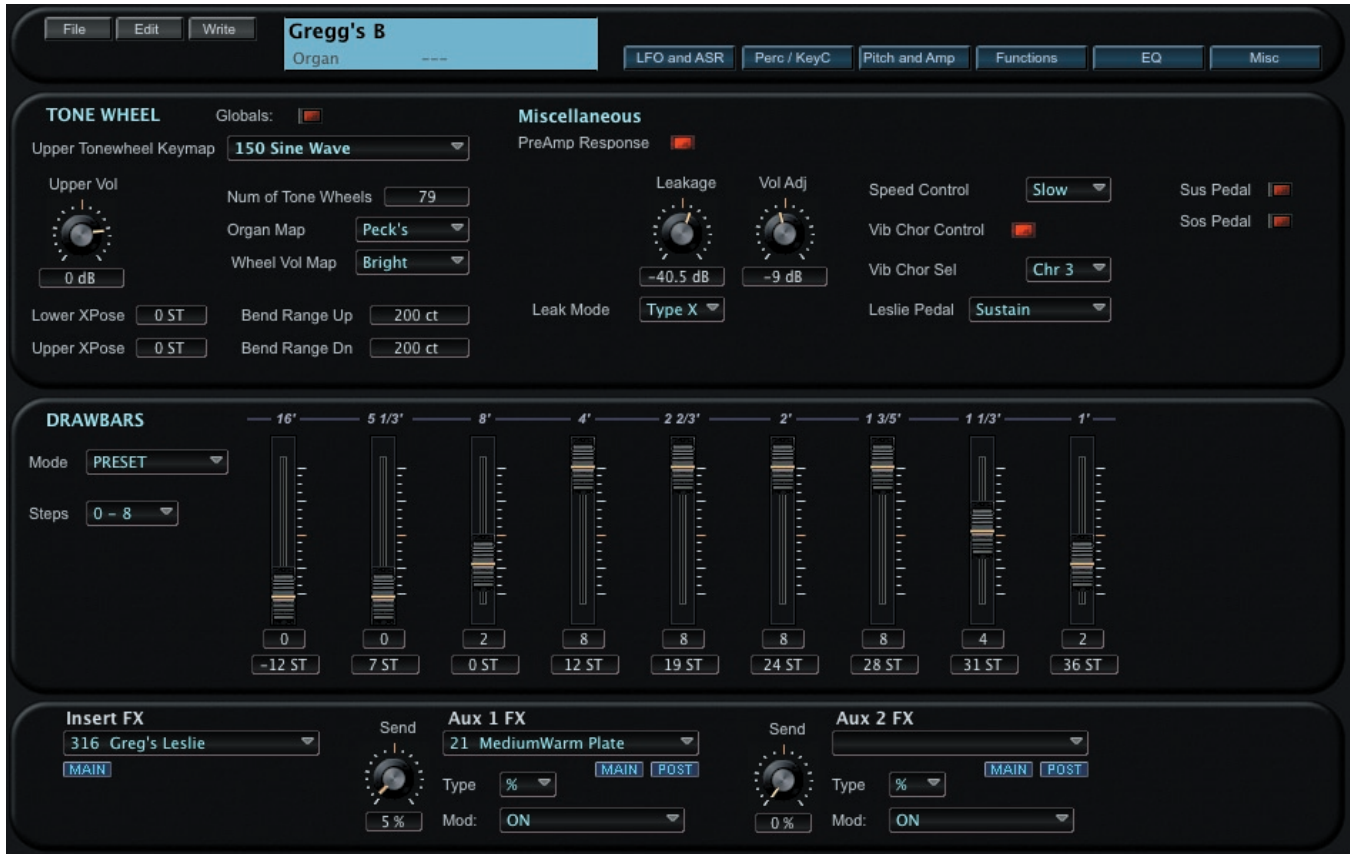 File Edit Write Gregg's B
Organ ---
LFO and ASR Perc / KeyC Pitch and Amp Functions EQ Misc
TONE WHEEL Globals: Miscellaneous
PreAmp Response
Upper Tonewheel Keymap 150 Sine Wave
Upper Vol Leakage Vol Adj
Num of Tone Wheels 79 Speed Control Slow Sus Pedal
Organ Map Peck's Vib Chor Control Sos Pedal
Wheel Vol Map Bright Vib Chor Sel Chr 3
0 dB -40.5 dB -9 dB
Lower XPose 0 ST Bend Range Up 200 ct Leak Mode Type X Leslie Pedal Sustain
Upper XPose 0 ST Bend Range Dn 200 ct
DRAWBARS 16' 5 1/3' 8' 4' 2 2/3' 2' 1 3/5' 1 1/3' 1'
Mode PRESET
Steps 0 – 8
0 0 2 8 8 8 8 4 2
-12 ST 7 ST 0 ST 12 ST 19 ST 24 ST 28 ST 31 ST 36 ST
Insert FX Send Aux 1 FX Send Aux 2 FX
316 Greg's Leslie 21 MediumWarm Plate
MAIN MAIN POST MAIN POST
Type % Type %
5 % Mod: ON 0 % Mod: ON